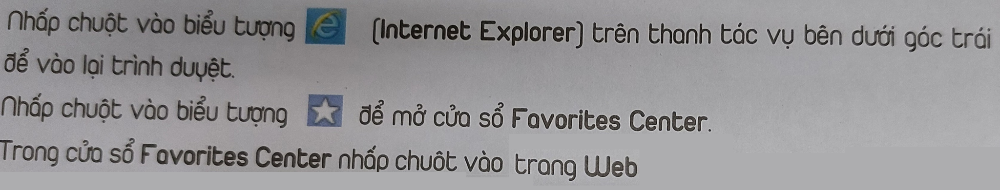 Nhấp chuột vào biểu tượng (Internet Explorer) trên thanh tác vụ bên dưới góc trái
để vào lại trình duyệt.
Nhấp chuột vào biểu tượng để mở cửa sổ Favorites Center.
Trong cửa sổ Favorites Center nhấp chuôt vào trang Web